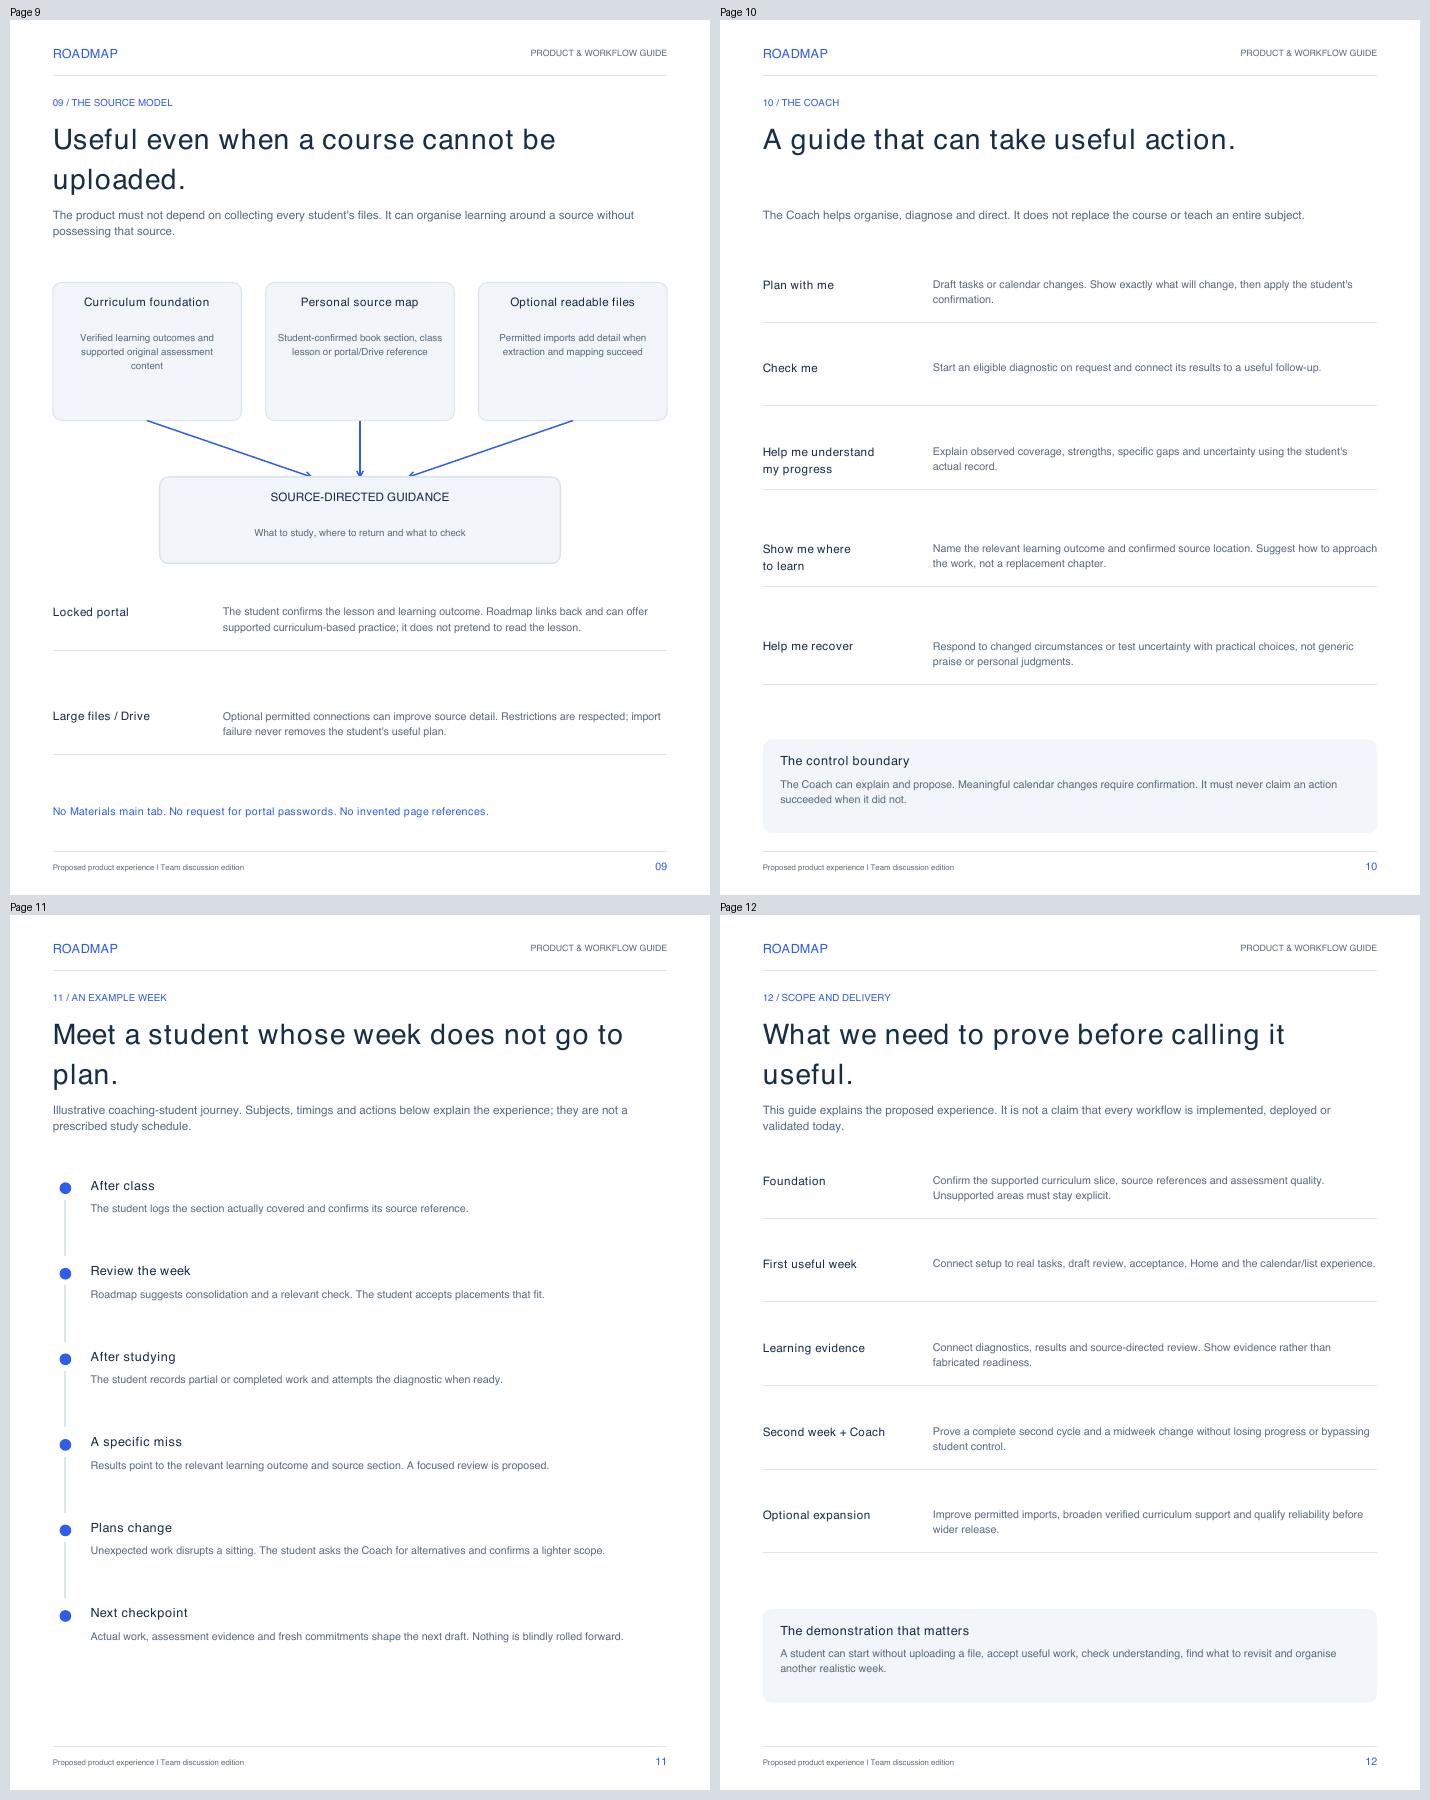 Page 9
ROADMAP
PRODUCT & WORKFLOW GUIDE
09 / THE SOURCE MODEL
Useful even when a course cannot be
uploaded.
The product must not depend on collecting every student's files. It can organise learning around a source without
possessing that source.
Curriculum foundation
Verified learning outcomes and
supported original assessment
content
Personal source map
Student-confirmed book section, class
lesson or portal/Drive reference
Optional readable files
Permitted imports add detail when
extraction and mapping succeed
SOURCE-DIRECTED GUIDANCE
What to study, where to return and what to check
Locked portal
The student confirms the lesson and learning outcome. Roadmap links back and can offer
supported curriculum-based practice; it does not pretend to read the lesson.
Large files / Drive
Optional permitted connections can improve source detail. Restrictions are respected; import
failure never removes the student's useful plan.
No Materials main tab. No request for portal passwords. No invented page references.
Proposed product experience | Team discussion edition
09
Page 10
ROADMAP
PRODUCT & WORKFLOW GUIDE
10 / THE COACH
A guide that can take useful action.
The Coach helps organise, diagnose and direct. It does not replace the course or teach an entire subject.
Plan with me
Draft tasks or calendar changes. Show exactly what will change, then apply the student's
confirmation.
Check me
Start an eligible diagnostic on request and connect its results to a useful follow-up.
Help me understand
my progress
Explain observed coverage, strengths, specific gaps and uncertainty using the student's
actual record.
Show me where
to learn
Name the relevant learning outcome and confirmed source location. Suggest how to approach
the work, not a replacement chapter.
Help me recover
Respond to changed circumstances or test uncertainty with practical choices, not generic
praise or personal judgments.
The control boundary
The Coach can explain and propose. Meaningful calendar changes require confirmation. It must never claim an action
succeeded when it did not.
Proposed product experience | Team discussion edition
10
Page 11
ROADMAP
PRODUCT & WORKFLOW GUIDE
11 / AN EXAMPLE WEEK
Meet a student whose week does not go to
plan.
Illustrative coaching-student journey. Subjects, timings and actions below explain the experience; they are not a
prescribed study schedule.
After class
The student logs the section actually covered and confirms its source reference.
Review the week
Roadmap suggests consolidation and a relevant check. The student accepts placements that fit.
After studying
The student records partial or completed work and attempts the diagnostic when ready.
A specific miss
Results point to the relevant learning outcome and source section. A focused review is proposed.
Plans change
Unexpected work disrupts a sitting. The student asks the Coach for alternatives and confirms a lighter scope.
Next checkpoint
Actual work, assessment evidence and fresh commitments shape the next draft. Nothing is blindly rolled forward.
Proposed product experience | Team discussion edition
11
Page 12
ROADMAP
PRODUCT & WORKFLOW GUIDE
12 / SCOPE AND DELIVERY
What we need to prove before calling it
useful.
This guide explains the proposed experience. It is not a claim that every workflow is implemented, deployed or
validated today.
Foundation
Confirm the supported curriculum slice, source references and assessment quality.
Unsupported areas must stay explicit.
First useful week
Connect setup to real tasks, draft review, acceptance, Home and the calendar/list experience.
Learning evidence
Connect diagnostics, results and source-directed review. Show evidence rather than
fabricated readiness.
Second week + Coach
Prove a complete second cycle and a midweek change without losing progress or bypassing
student control.
Optional expansion
Improve permitted imports, broaden verified curriculum support and qualify reliability before
wider release.
The demonstration that matters
A student can start without uploading a file, accept useful work, check understanding, find what to revisit and organise
another realistic week.
Proposed product experience | Team discussion edition
12